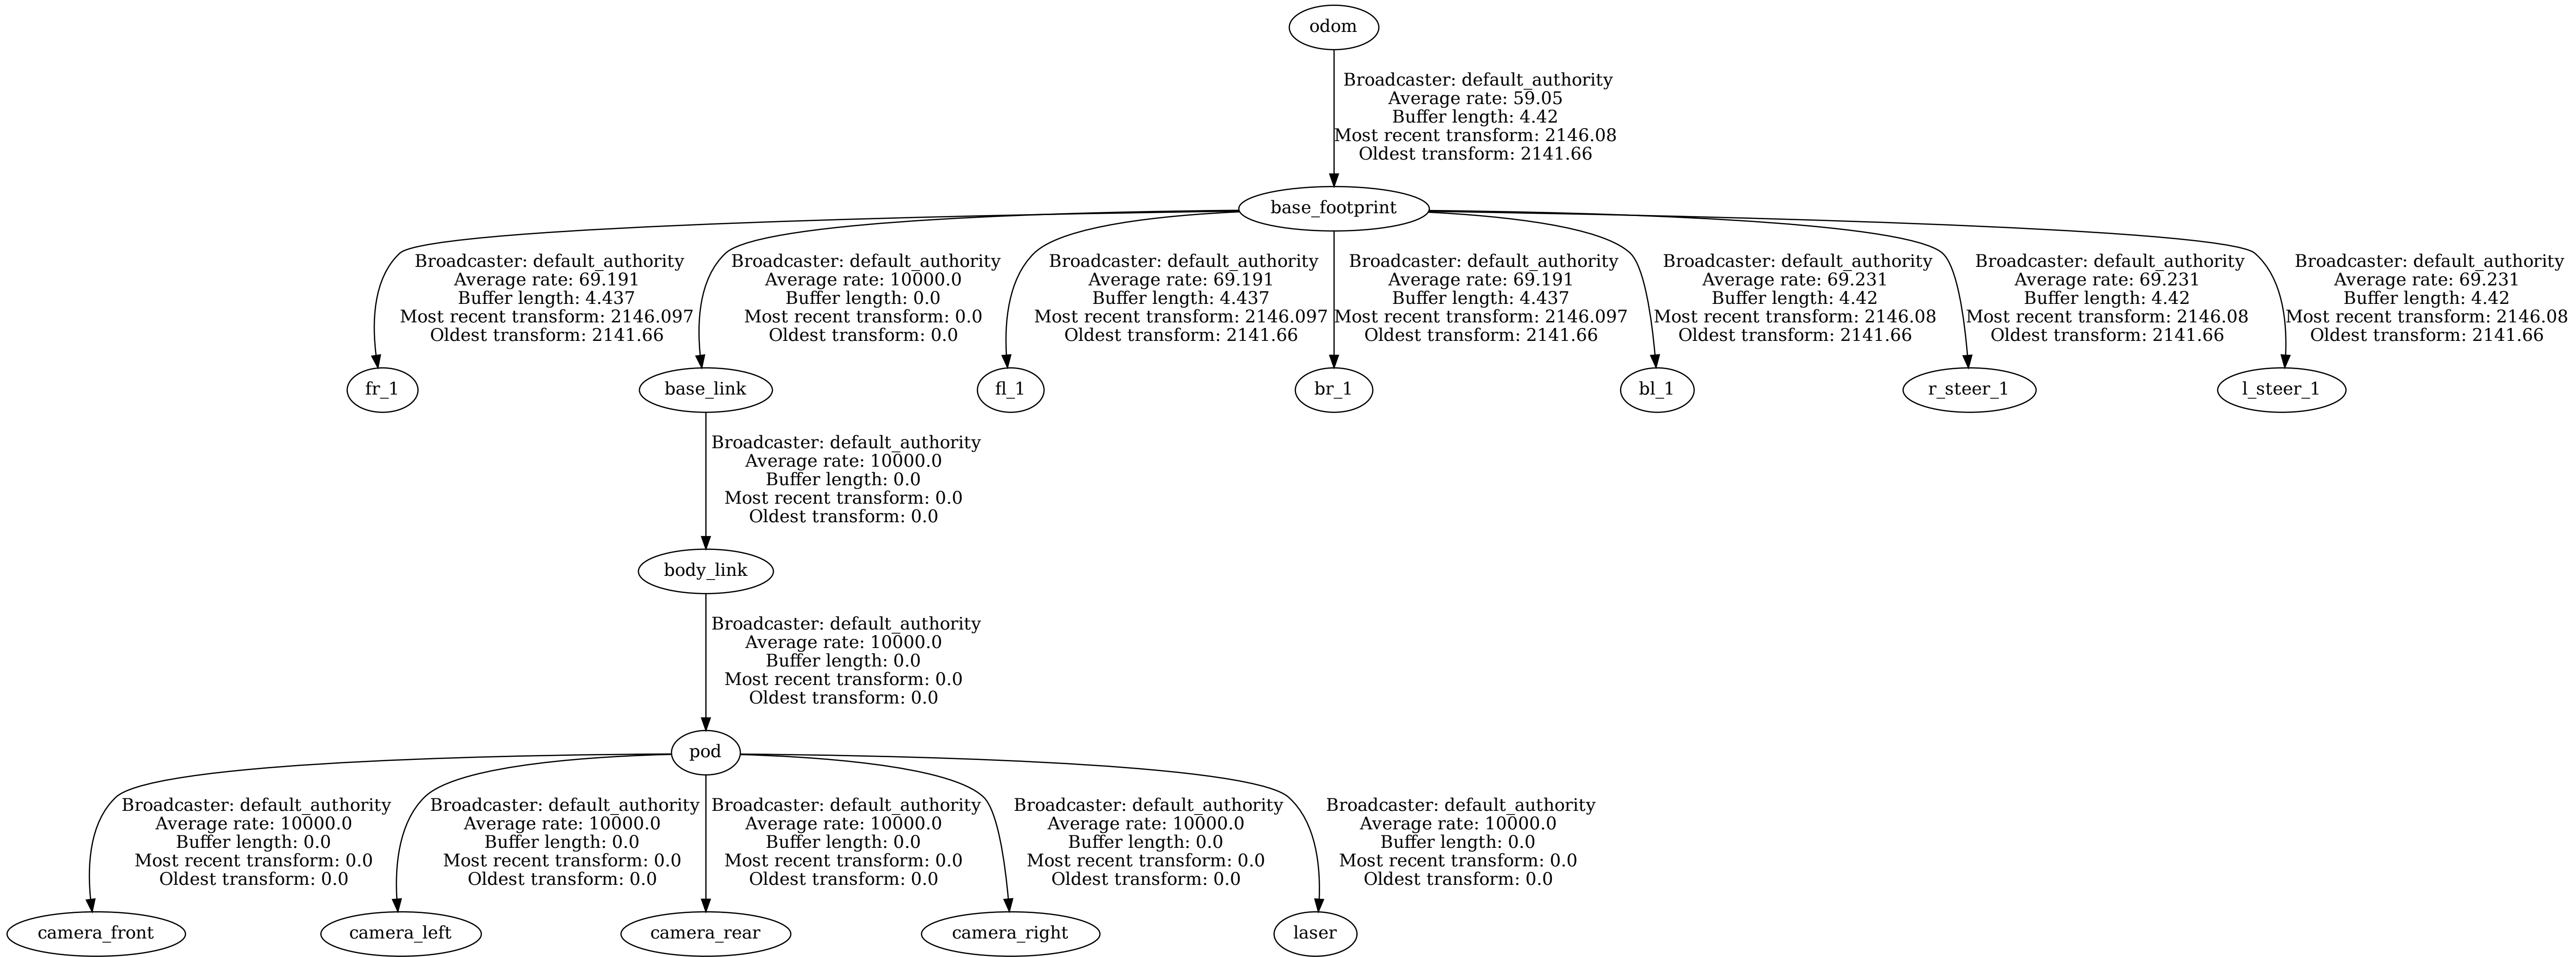 odom
Broadcaster: default_authority
Average rate: 59.05
Buffer length: 4.42
Most recent transform: 2146.08
Oldest transform: 2141.66
base_footprint
Broadcaster: default_authority
Average rate: 69.191
Buffer length: 4.437
Most recent transform: 2146.097
Oldest transform: 2141.66
Broadcaster: default_authority
Average rate: 10000.0
Buffer length: 0.0
Most recent transform: 0.0
Oldest transform: 0.0
Broadcaster: default_authority
Average rate: 69.191
Buffer length: 4.437
Most recent transform: 2146.097
Oldest transform: 2141.66
Broadcaster: default_authority
Average rate: 69.191
Buffer length: 4.437
Most recent transform: 2146.097
Oldest transform: 2141.66
Broadcaster: default_authority
Average rate: 69.231
Buffer length: 4.42
Most recent transform: 2146.08
Oldest transform: 2141.66
Broadcaster: default_authority
Average rate: 69.231
Buffer length: 4.42
Most recent transform: 2146.08
Oldest transform: 2141.66
Broadcaster: default_authority
Average rate: 69.231
Buffer length: 4.42
Most recent transform: 2146.08
Oldest transform: 2141.66
fr_1
base_link
fl_1
br_1
bl_1
r_steer_1
l_steer_1
Broadcaster: default_authority
Average rate: 10000.0
Buffer length: 0.0
Most recent transform: 0.0
Oldest transform: 0.0
body_link
Broadcaster: default_authority
Average rate: 10000.0
Buffer length: 0.0
Most recent transform: 0.0
Oldest transform: 0.0
pod
Broadcaster: default_authority
Average rate: 10000.0
Buffer length: 0.0
Most recent transform: 0.0
Oldest transform: 0.0
Broadcaster: default_authority
Average rate: 10000.0
Buffer length: 0.0
Most recent transform: 0.0
Oldest transform: 0.0
Broadcaster: default_authority
Average rate: 10000.0
Buffer length: 0.0
Most recent transform: 0.0
Oldest transform: 0.0
Broadcaster: default_authority
Average rate: 10000.0
Buffer length: 0.0
Most recent transform: 0.0
Oldest transform: 0.0
Broadcaster: default_authority
Average rate: 10000.0
Buffer length: 0.0
Most recent transform: 0.0
Oldest transform: 0.0
camera_front
camera_left
camera_rear
camera_right
laser